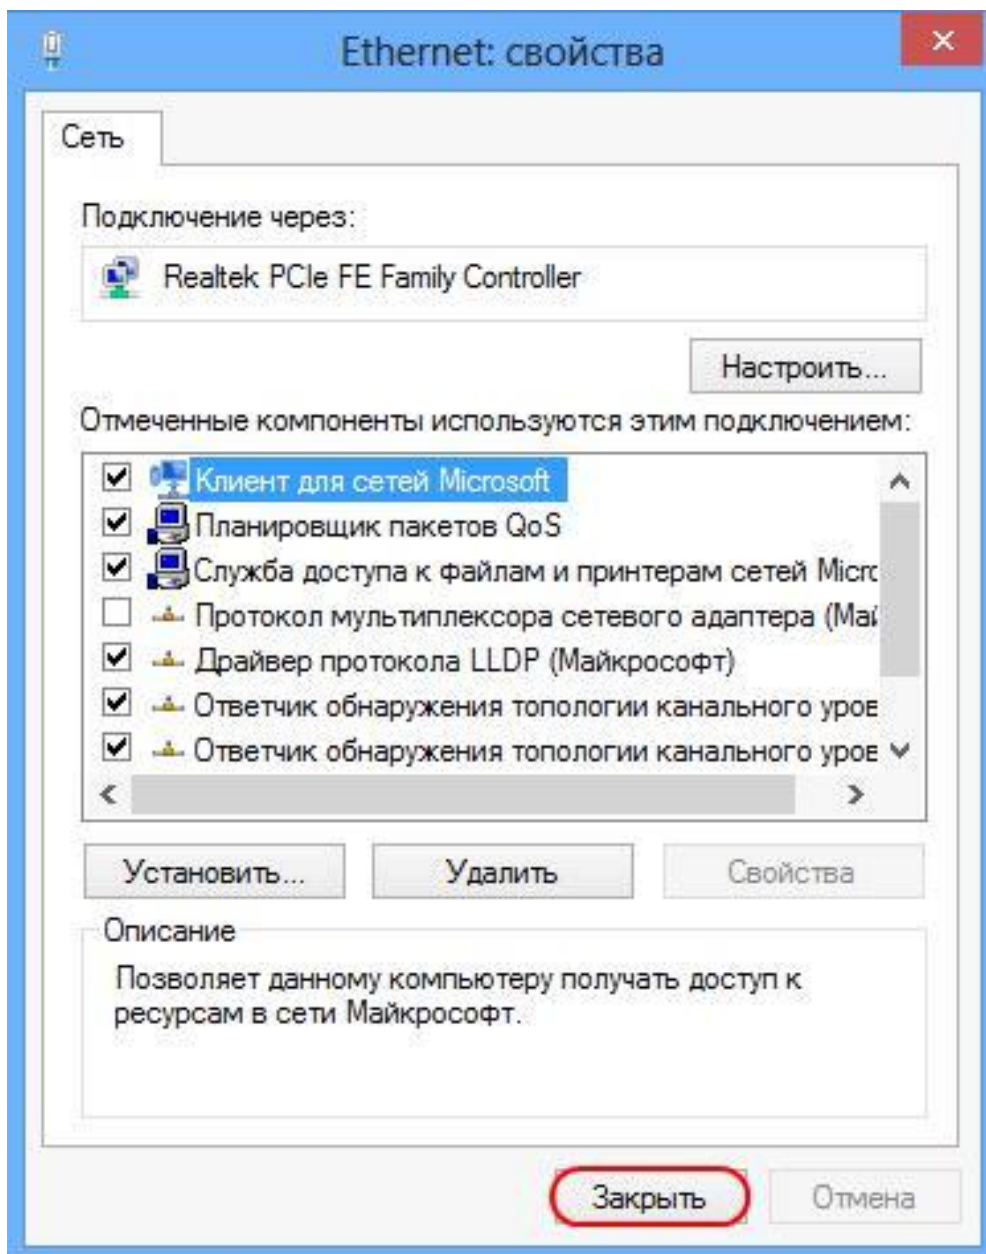 Ethernet: свойства
Сеть
Подключение через:
Realtek PCIe FE Family Controller
Настроить...
Отмеченные компоненты используются этим подключением:
Клиент для сетей Microsoft
Планировщик пакетов QoS
Служба доступа к файлам и принтерам сетей Micro
Протокол мультиплексора сетевого адаптера (Май
Драйвер протокола LLDP (Майкрософт)
Ответчик обнаружения топологии канального уров
Ответчик обнаружения топологии канального уров
Установить...
Удалить
Свойства
Описание
Позволяет данному компьютеру получать доступ к
ресурсам в сети Майкрософт.
Закрыть
Отмена